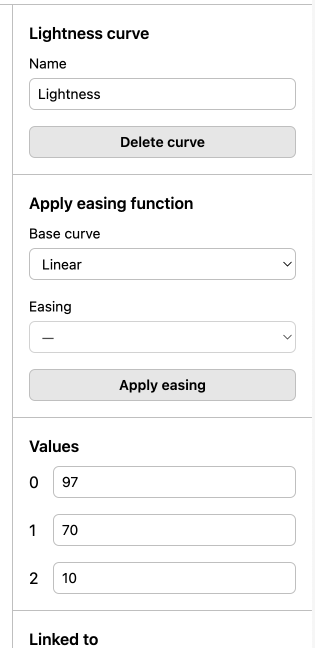 Lightness curve
Name
Lightness
Delete curve
Apply easing function
Base curve
Linear
Easing
—
Apply easing
Values
0 97
1 70
2 10
Linked to